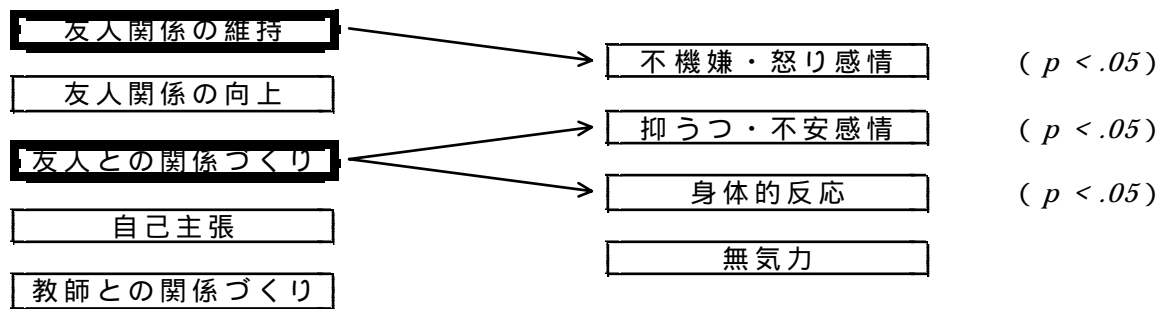 友人関係の維持
友人関係の向上
友人との関係づくり
自己主張
教師との関係づくり
不機嫌・怒り感情 (p <.05)
抑うつ・不安感情 (p <.05)
身体的反応 (p <.05)
無気力